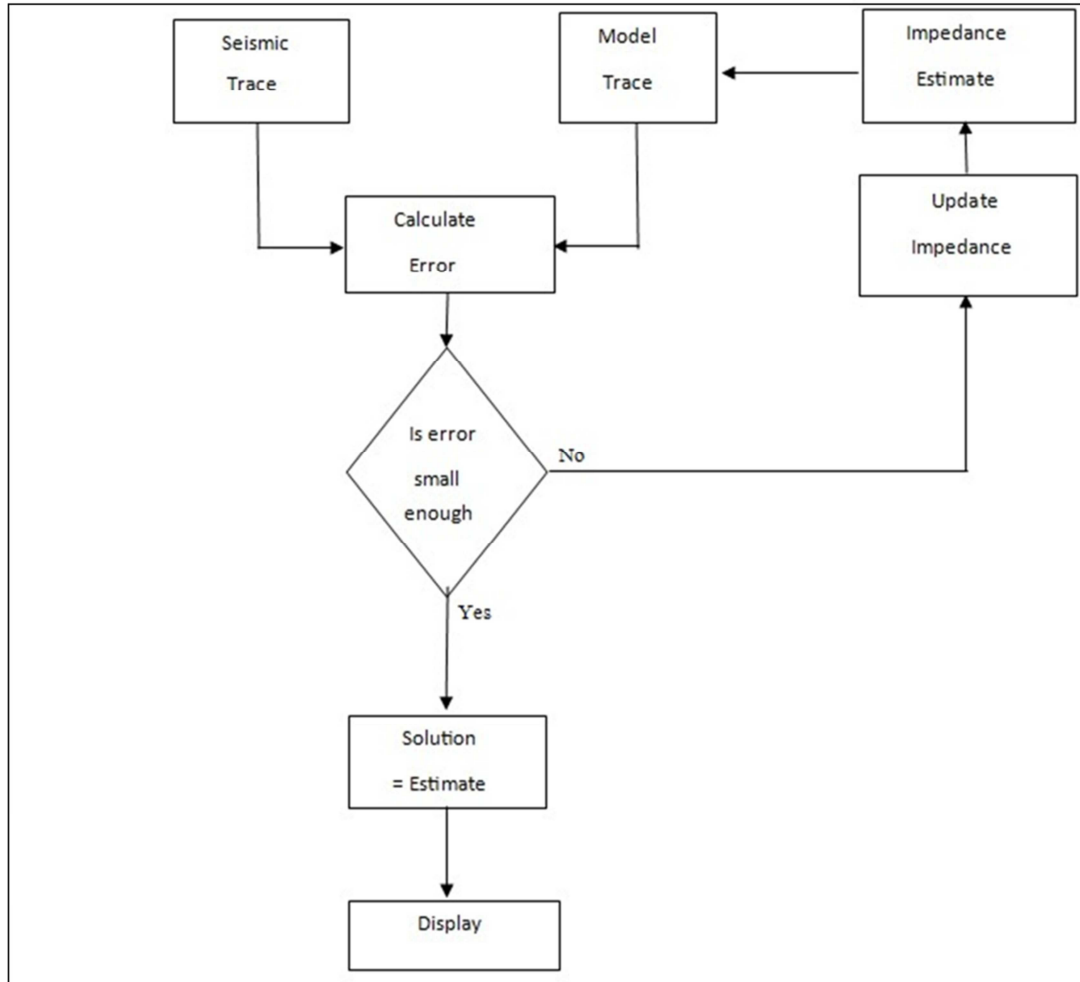 Seismic
Trace
Model
Trace
Impedance
Estimate
Update
Impedance
Calculate
Error
Is error
small
enough
No
Yes
Solution
= Estimate
Display